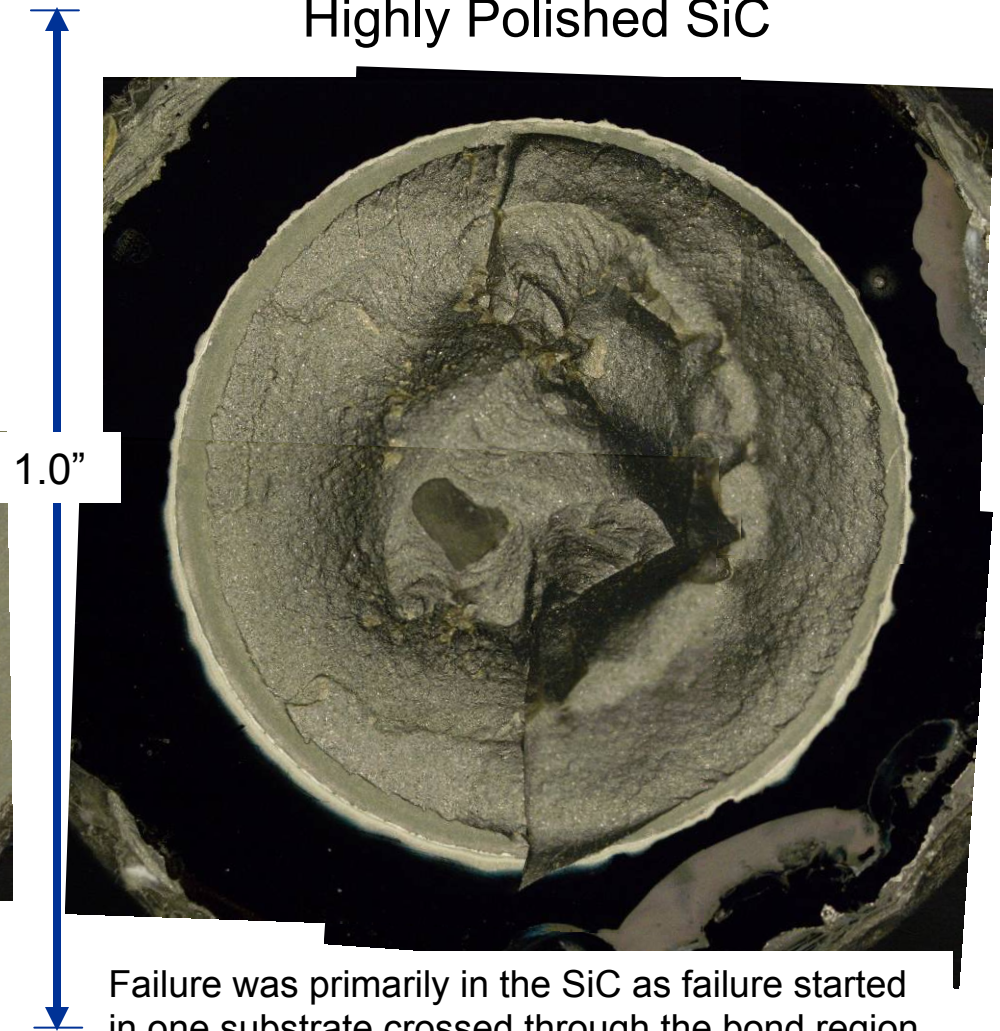 Highly Polished SiC
1.0”
Failure was primarily in the SiC as failure started
in one substrate crossed through the bond region